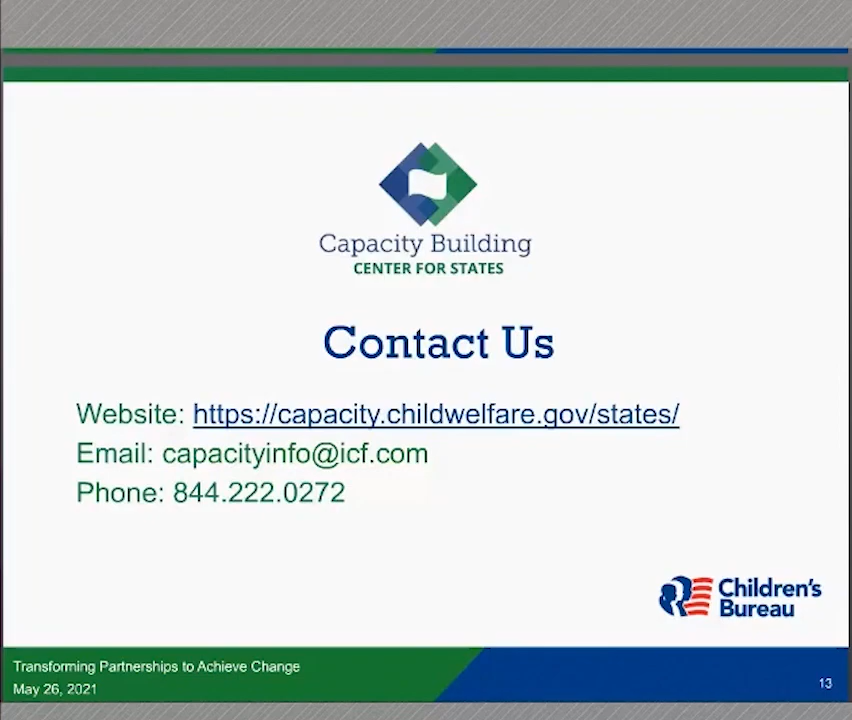 Capacity Building
CENTER FOR STATES
Contact Us
Website: https://capacity.childwelfare.gov/states/
Email: capacityinfo@icf.com
Phone: 844.222.0272
Children's
Bureau
Transforming Partnerships to Achieve Change
May 26, 2021
13